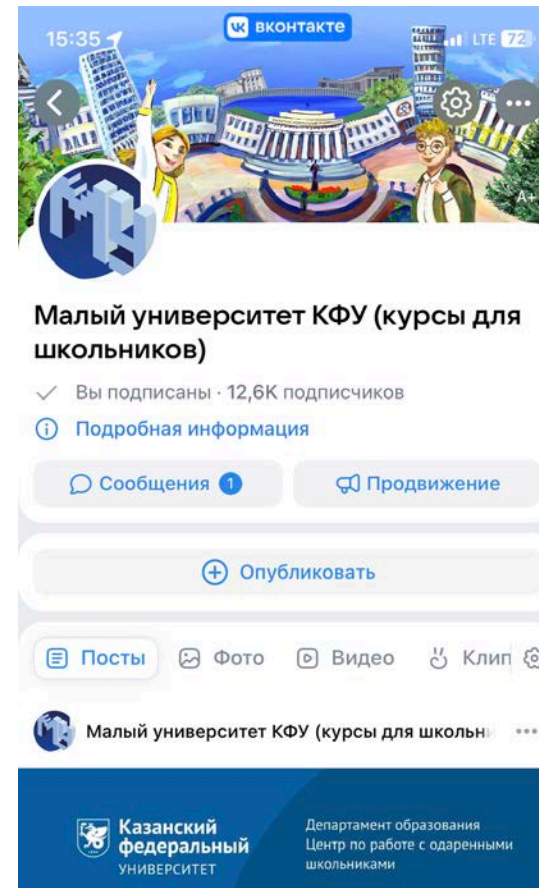 15:35
вконтакте
LTE 72
A+
МУ
Малый университет КФУ (курсы для
школьников)
Вы подписаны · 12,6K подписчиков
Подробная информация
Сообщения 1
Продвижение
Опубликовать
Посты
Фото
Видео
Клип
Малый университет КФУ (курсы для школьн
Казанский
федеральный
УНИВЕРСИТЕТ
Департамент образования
Центр по работе с одаренными
школьниками